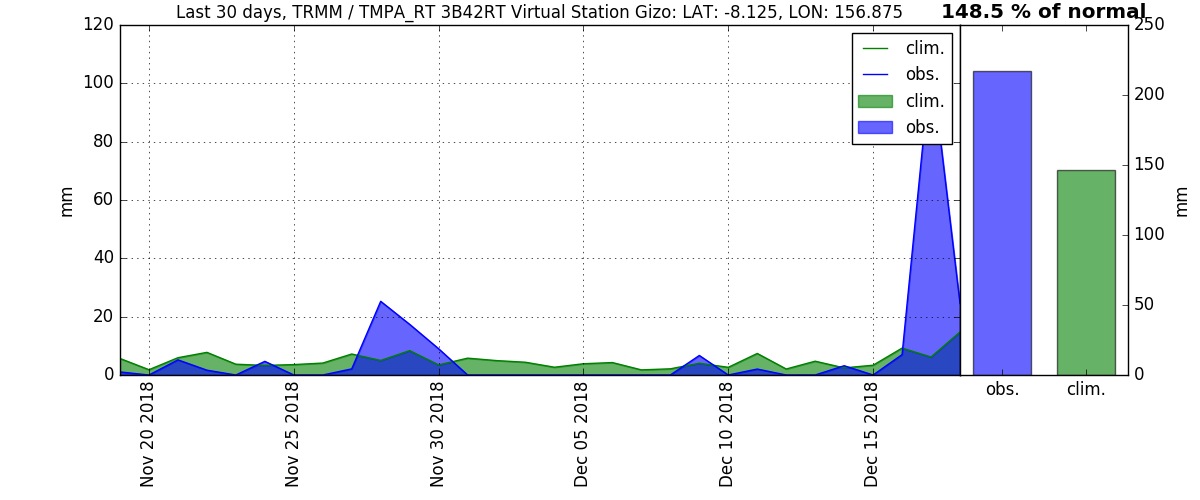 Last 30 days, TRMM / TMPA_RT 3B42RT Virtual Station Gizo: LAT: -8.125, LON: 156.875
148.5 % of normal
120
100
80
60
40
20
0
mm
clim.
obs.
clim.
obs.
Nov 20 2018
Nov 25 2018
Nov 30 2018
Dec 05 2018
Dec 10 2018
Dec 15 2018
250
200
150
100
50
0
mm
obs.
clim.